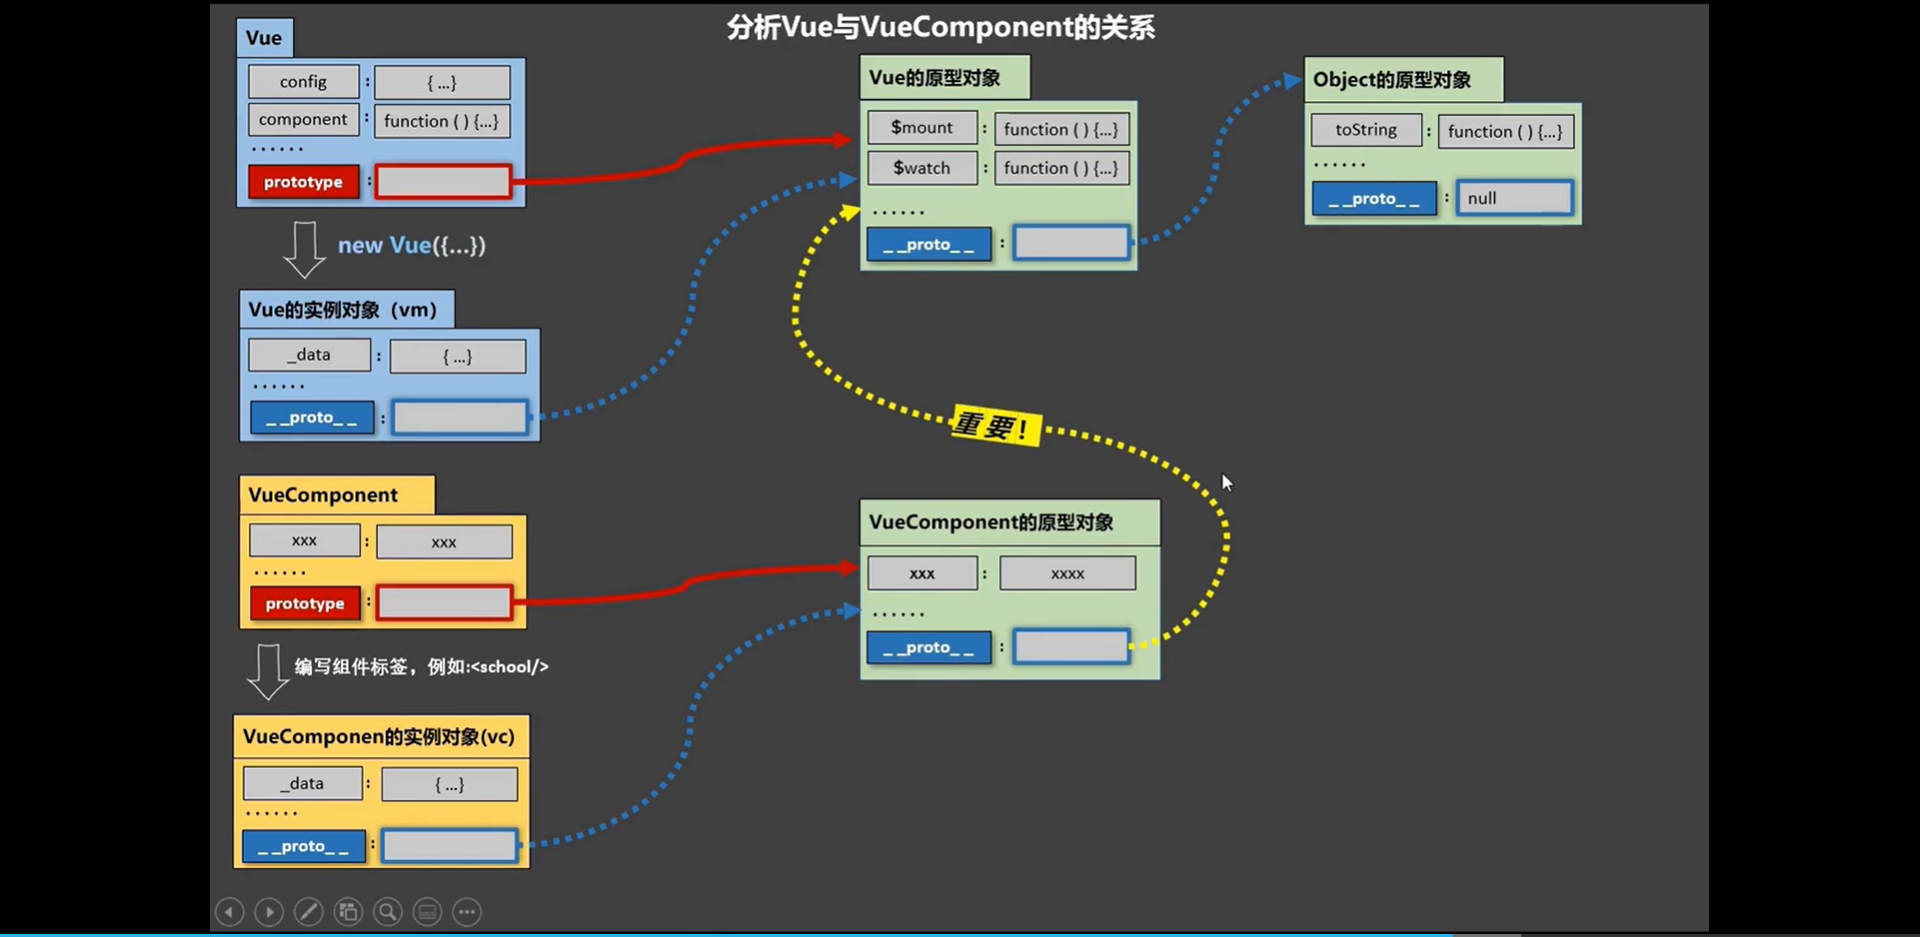 分析Vue与VueComponent的关系
Vue
config : { ...}
component : function ( ) {...}
......
prototype :
new Vue({...})
Vue的实例对象（vm）
_data : { ...}
......
_ _proto_ _ :
VueComponent
xxx : xxx
......
prototype :
编写组件标签，例如:<school/>
VueComponen的实例对象(vc)
_data : { ...}
......
_ _proto_ _ :
Vue的原型对象
$mount : function ( ) {...}
$watch : function ( ) {...}
......
_ _proto_ _ :
重要！
VueComponent的原型对象
xxx : xxxx
......
_ _proto_ _ :
Object的原型对象
toString : function ( ) {...}
......
_ _proto_ _ : null